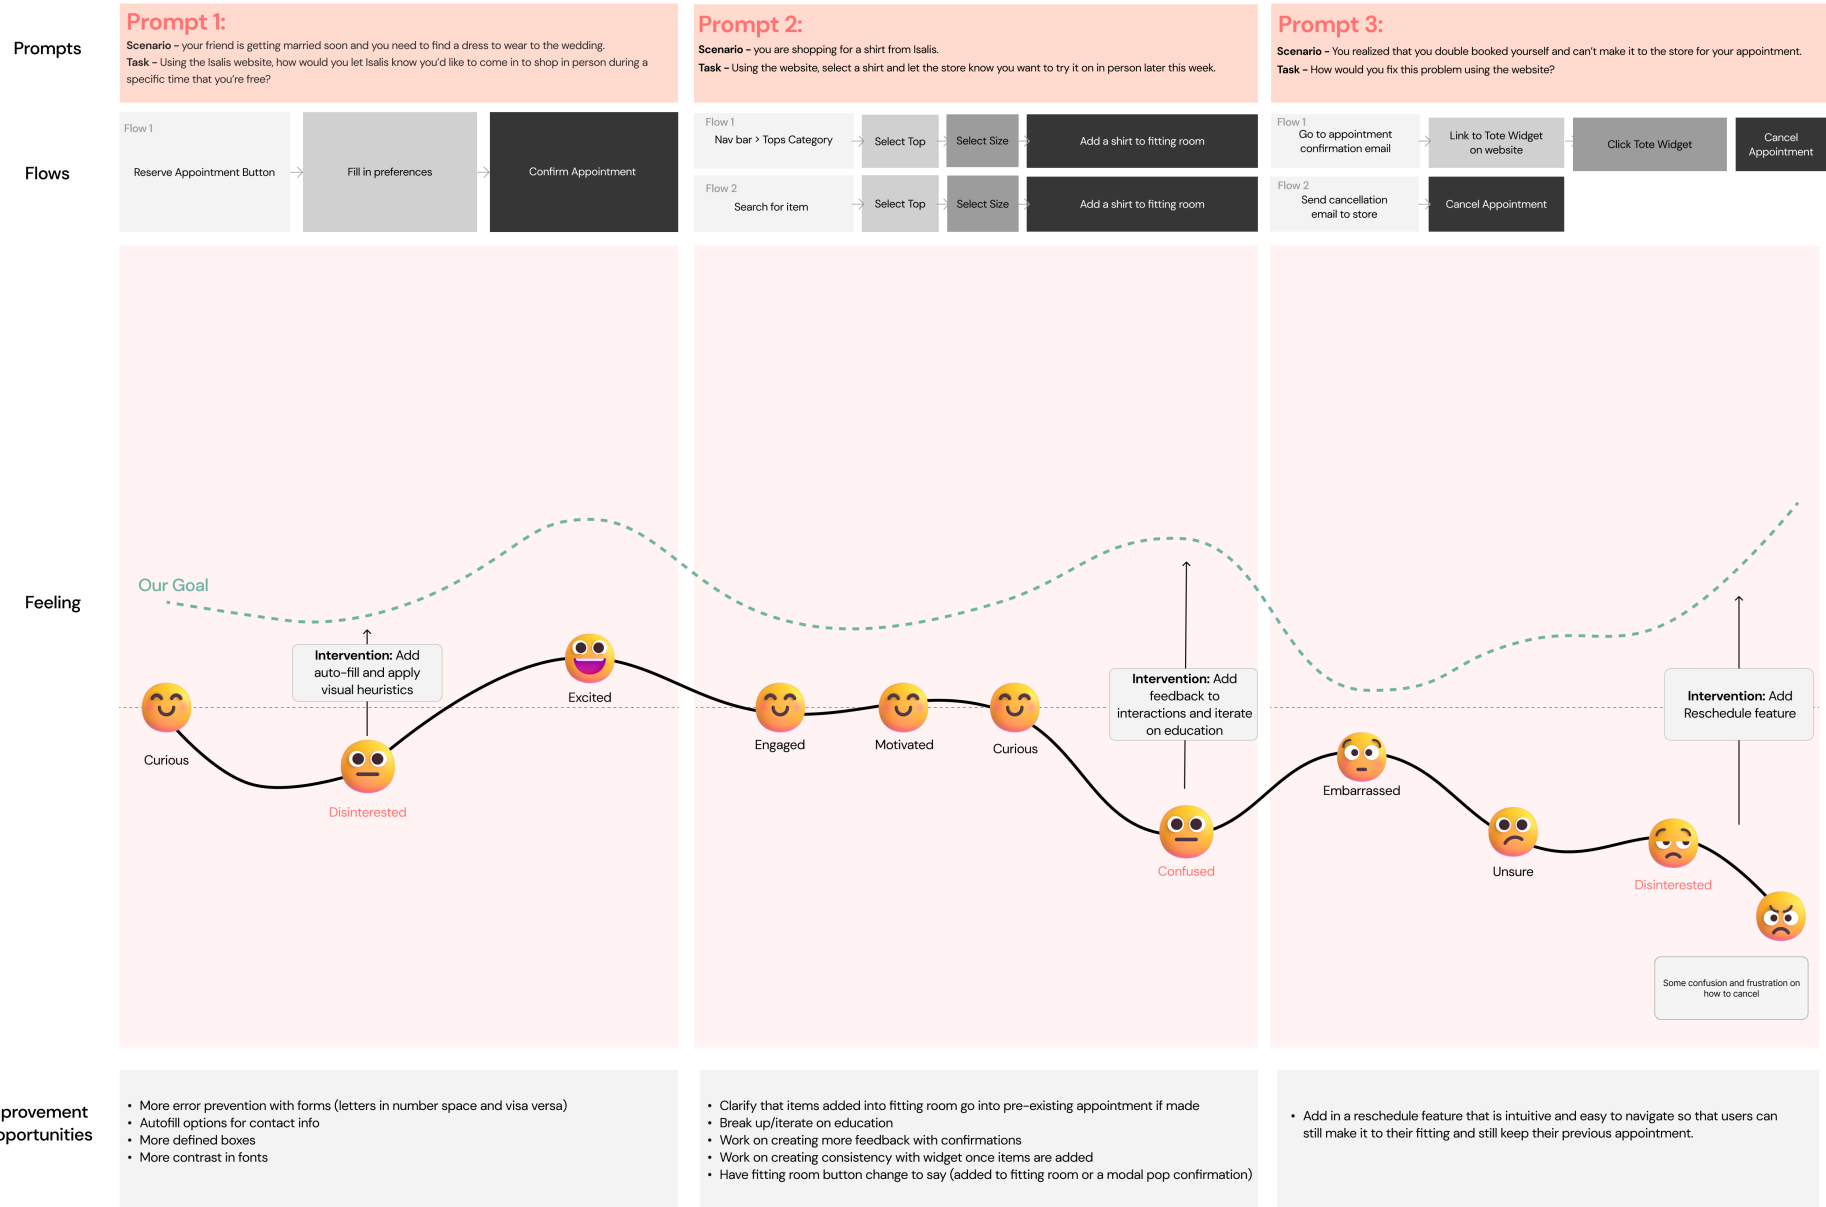 Prompts
Prompt 1:
Scenario - your friend is getting married soon and you need to find a dress to wear to the wedding.
Task - Using the Isalis website, how would you let Isalis know you'd like to come in to shop in person during a
specific time that you're free?
Prompt 2:
Scenario - you are shopping for a shirt from Isalis.
Task - Using the website, select a shirt and let the store know you want to try it on in person later this week.
Prompt 3:
Scenario - You realized that you double booked yourself and can't make it to the store for your appointment.
Task - How would you fix this problem using the website?
Flows
Flow 1
Reserve Appointment Button
Fill in preferences
Confirm Appointment
Flow 1
Nav bar > Tops Category
Select Top
Select Size
Add a shirt to fitting room
Flow 2
Search for item
Select Top
Select Size
Add a shirt to fitting room
Flow 1
Go to appointment
confirmation email
Link to Tote Widget
on website
Click Tote Widget
Cancel
Appointment
Flow 2
Send cancellation
email to store
Cancel Appointment
Feeling
Our Goal
Intervention: Add
auto-fill and apply
visual heuristics
Curious
Disinterested
Excited
Engaged
Motivated
Curious
Intervention: Add
feedback to
interactions and iterate
on education
Confused
Embarrassed
Unsure
Intervention: Add
Reschedule feature
Disinterested
Some confusion and frustration on
how to cancel
provement
pportunities
• More error prevention with forms (letters in number space and visa versa)
• Autofill options for contact info
• More defined boxes
• More contrast in fonts
• Clarify that items added into fitting room go into pre-existing appointment if made
• Break up/iterate on education
• Work on creating more feedback with confirmations
• Work on creating consistency with widget once items are added
• Have fitting room button change to say (added to fitting room or a modal pop confirmation)
• Add in a reschedule feature that is intuitive and easy to navigate so that users can
still make it to their fitting and still keep their previous appointment.